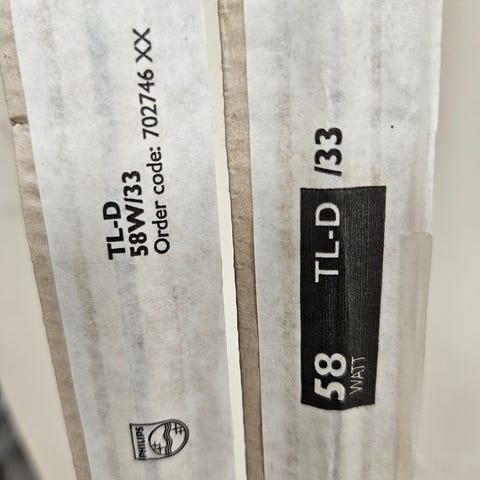 TL-D
58W/33
Order code: 702746 XX
PHILIPS
58 TL-D /33
WATT